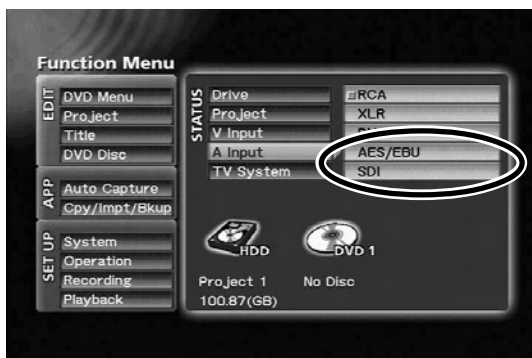 Function Menu
EDIT
DVD Menu
Project
Title
DVD Disc
APP
Auto Capture
Cpy/Impt/Bkup
SET UP
System
Operation
Recording
Playback
STATUS
Drive
Project
V Input
A Input
TV System
RCA
XLR
AES/EBU
SDI
HDD
DVD 1
Project 1
No Disc
100.87(GB)